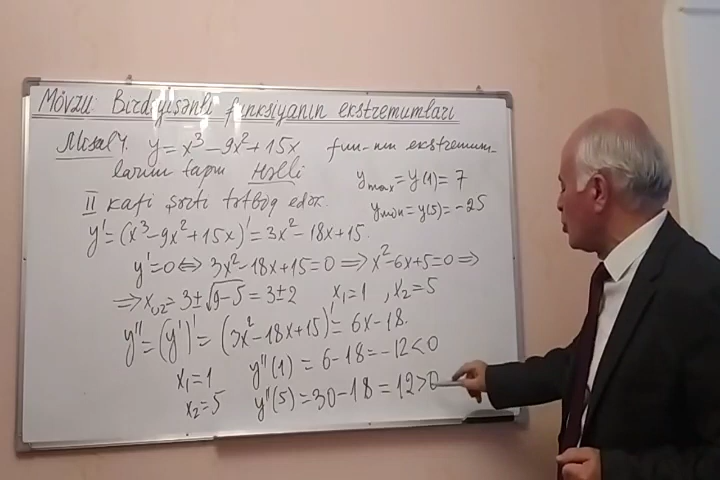 Mövzu: Birdəyişənli funksiyanın ekstremumları
Misal 4. y = x³ – 9x² + 15x fun-nın ekstremum-
larını tapın Həlli
II kafi şərti tətbiq edək.
y_max = y(1) = 7
y_min = y(5) = –25
y' = (x³ – 9x² + 15x)' = 3x² – 18x + 15.
y' = 0 ⇔ 3x² – 18x + 15 = 0 ⇒ x² – 6x + 5 = 0 ⇒
⇒ x₁,₂ = 3 ± √9–5 = 3 ± 2 x₁ = 1 , x₂ = 5
y'' = (y')' = (3x² – 18x + 15)' = 6x – 18.
x₁ = 1 y''(1) = 6 – 18 = –12 < 0
x₂ = 5 y''(5) = 30 – 18 = 12 > 0